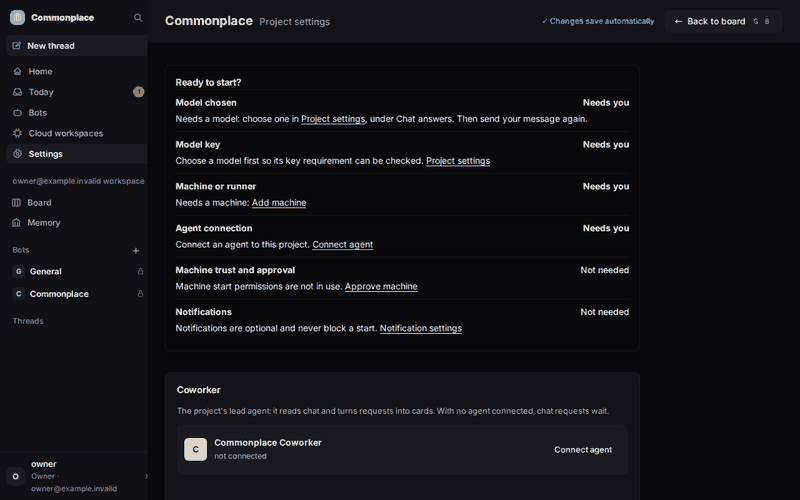 Commonplace
New thread
Home
Today
!
Bots
Cloud workspaces
Settings
owner@example.invalid workspace
Board
Memory
Bots
G General
C Commonplace
Threads
O
owner
Owner ·
owner@example.invalid
Commonplace Project settings
✓ Changes save automatically
← Back to board G B
Ready to start?
Model chosen Needs you
Needs a model: choose one in Project settings, under Chat answers. Then send your message again.
Model key Needs you
Choose a model first so its key requirement can be checked. Project settings
Machine or runner Needs you
Needs a machine: Add machine
Agent connection Needs you
Connect an agent to this project. Connect agent
Machine trust and approval Not needed
Machine start permissions are not in use. Approve machine
Notifications Not needed
Notifications are optional and never block a start. Notification settings
Coworker
The project's lead agent: it reads chat and turns requests into cards. With no agent connected, chat requests wait.
C
Commonplace Coworker
not connected
Connect agent